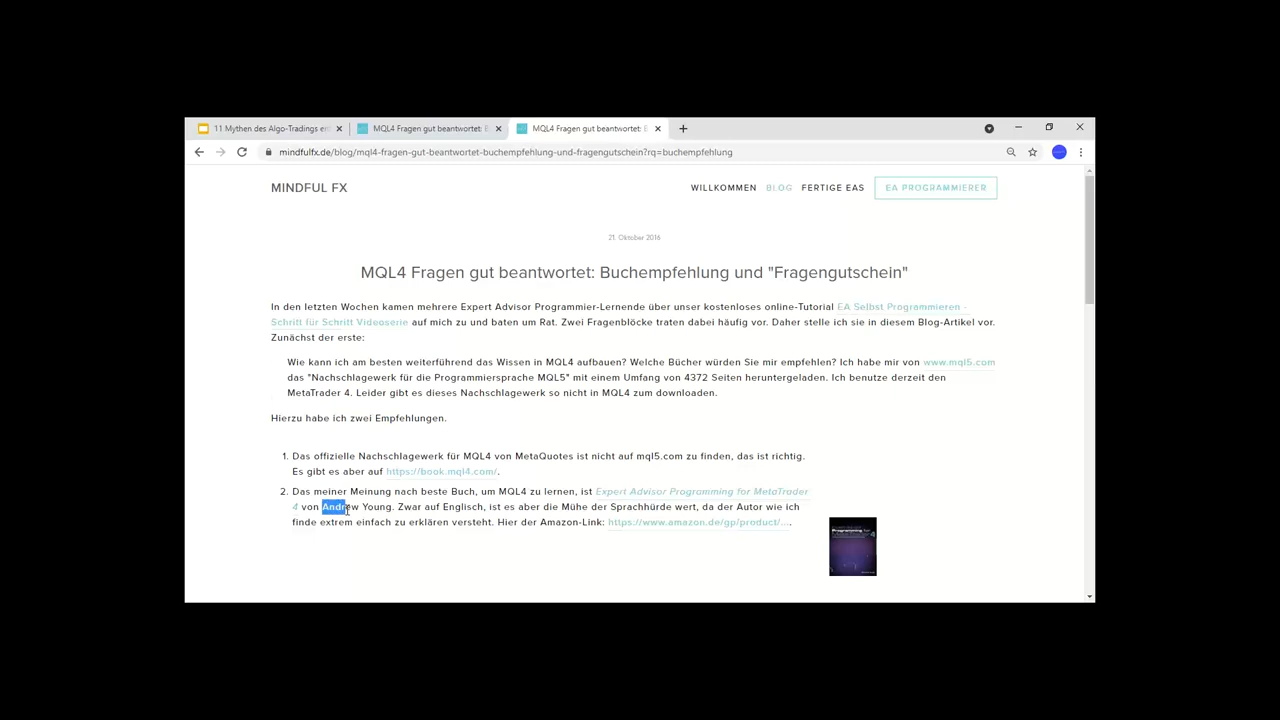 11 Mythen des Algo-Tradings en
MQL4 Fragen gut beantwortet: B
MQL4 Fragen gut beantwortet: B
mindfulfx.de/blog/mql4-fragen-gut-beantwortet-buchempfehlung-und-fragengutschein?rq=buchempfehlung
MINDFUL FX
WILLKOMMEN BLOG FERTIGE EAS EA PROGRAMMIERER
21. Oktober 2016
MQL4 Fragen gut beantwortet: Buchempfehlung und "Fragengutschein"
In den letzten Wochen kamen mehrere Expert Advisor Programmier-Lernende über unser kostenloses online-Tutorial EA Selbst Programmieren -
Schritt für Schritt Videoserie auf mich zu und baten um Rat. Zwei Fragenblöcke traten dabei häufig vor. Daher stelle ich sie in diesem Blog-Artikel vor.
Zunächst der erste:
Wie kann ich am besten weiterführend das Wissen in MQL4 aufbauen? Welche Bücher würden Sie mir empfehlen? Ich habe mir von www.mql5.com
das "Nachschlagewerk für die Programmiersprache MQL5" mit einem Umfang von 4372 Seiten heruntergeladen. Ich benutze derzeit den
MetaTrader 4. Leider gibt es dieses Nachschlagewerk so nicht in MQL4 zum downloaden.
Hierzu habe ich zwei Empfehlungen.
1. Das offizielle Nachschlagewerk für MQL4 von MetaQuotes ist nicht auf mql5.com zu finden, das ist richtig.
Es gibt es aber auf https://book.mql4.com/.
2. Das meiner Meinung nach beste Buch, um MQL4 zu lernen, ist Expert Advisor Programming for MetaTrader
4 von Andrew Young. Zwar auf Englisch, ist es aber die Mühe der Sprachhürde wert, da der Autor wie ich
finde extrem einfach zu erklären versteht. Hier der Amazon-Link: https://www.amazon.de/gp/product/....
Programming for
4